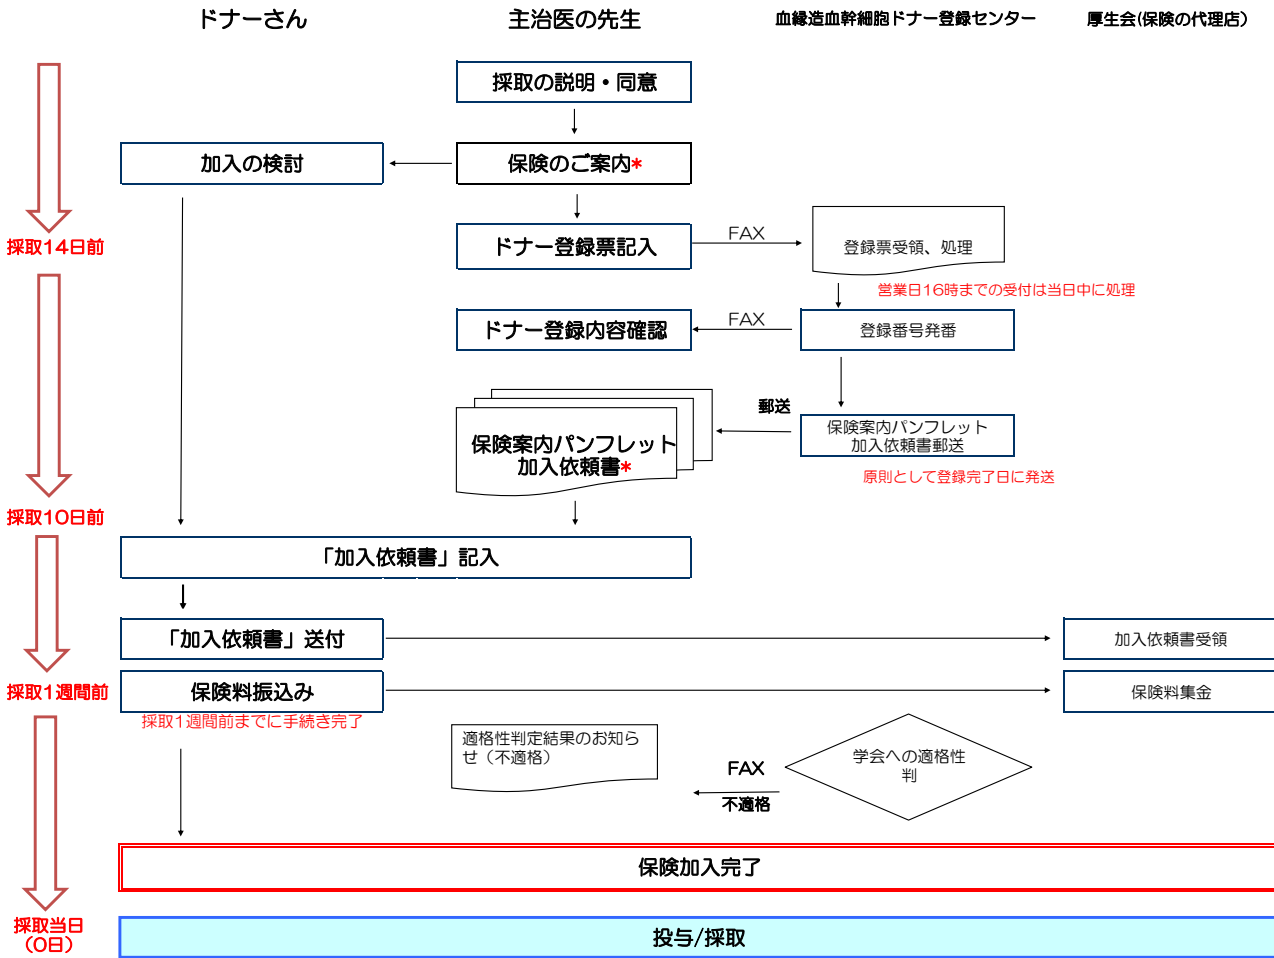 ドナーさん
主治医の先生
血縁造血幹細胞ドナー登録センター
厚生会(保険の代理店)
採取の説明・同意
加入の検討
保険のご案内*
採取14日前
ドナー登録票記入
FAX
登録票受領、処理
営業日16時までの受付は当日中に処理
ドナー登録内容確認
FAX
登録番号発番
保険案内パンフレット
加入依頼書*
郵送
保険案内パンフレット
加入依頼書郵送
原則として登録完了日に発送
採取10日前
「加入依頼書」記入
「加入依頼書」送付
加入依頼書受領
採取1週間前
保険料振込み
保険料集金
採取1週間前までに手続き完了
適格性判定結果のお知ら
せ（不適格）
FAX
不適格
学会への適格性
判
保険加入完了
採取当日
(0日)
投与/採取